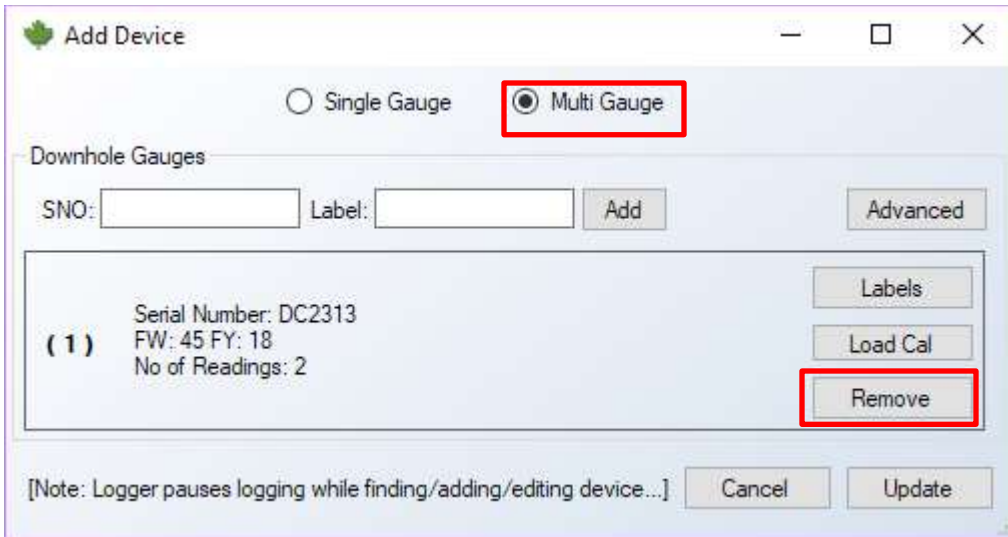 Add Device
Single Gauge Multi Gauge
Downhole Gauges
SNO: Label: Add Advanced
Labels
Serial Number: DC2313
( 1 ) FW: 45 FY: 18 Load Cal
No of Readings: 2
Remove
[Note: Logger pauses logging while finding/adding/editing device...] Cancel Update